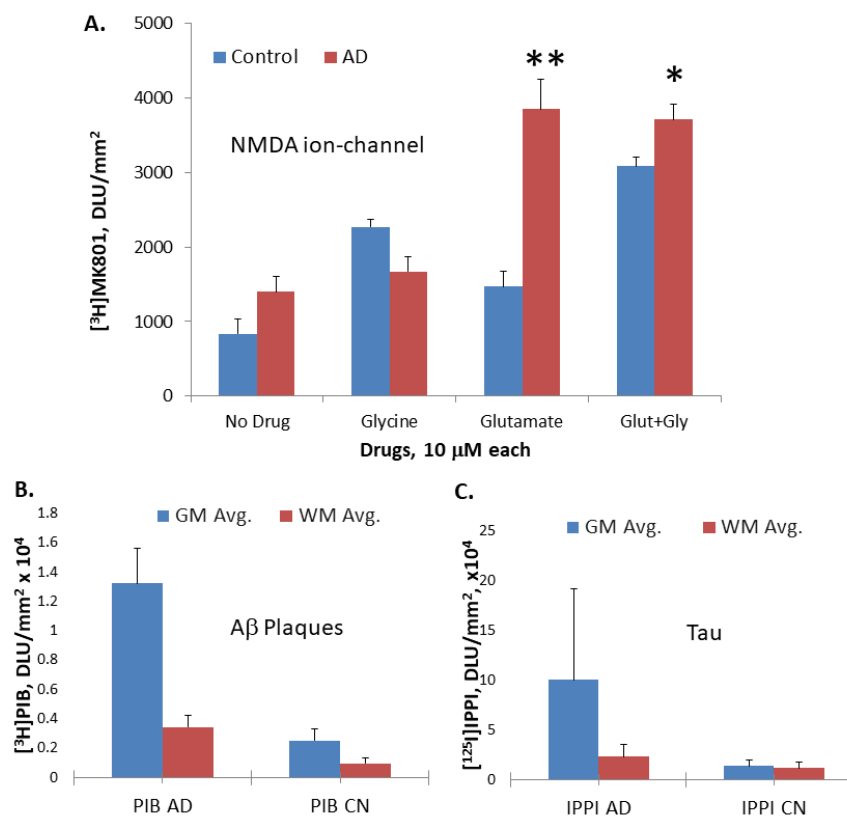 A.
5000
4000
3000
2000
1000
0
[³H]MK801, DLU/mm²
Control AD
NMDA ion-channel
**
*
No Drug Glycine Glutamate Glut+Gly
Drugs, 10 μM each
B.
1.8
1.6
1.4
1.2
1
0.8
0.6
0.4
0.2
0
[³H]PIB, DLU/mm² x 10⁴
GM Avg. WM Avg.
Aβ Plaques
PIB AD PIB CN
C.
25
20
15
10
5
0
[¹²⁵I]IPPI, DLU/mm², x10⁴
GM Avg. WM Avg.
Tau
IPPI AD IPPI CN